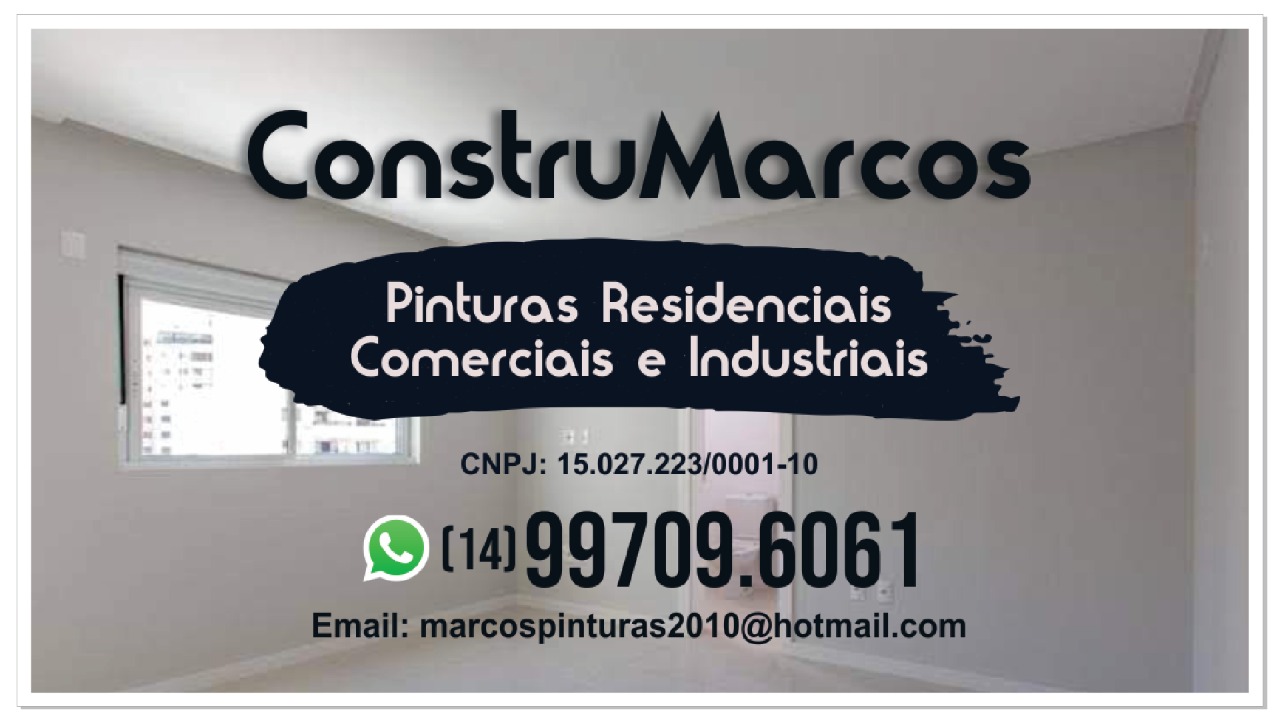 ConstruMarcos
Pinturas Residenciais
Comerciais e Industriais
CNPJ: 15.027.223/0001-10
(14) 99709.6061
Email: marcospinturas2010@hotmail.com